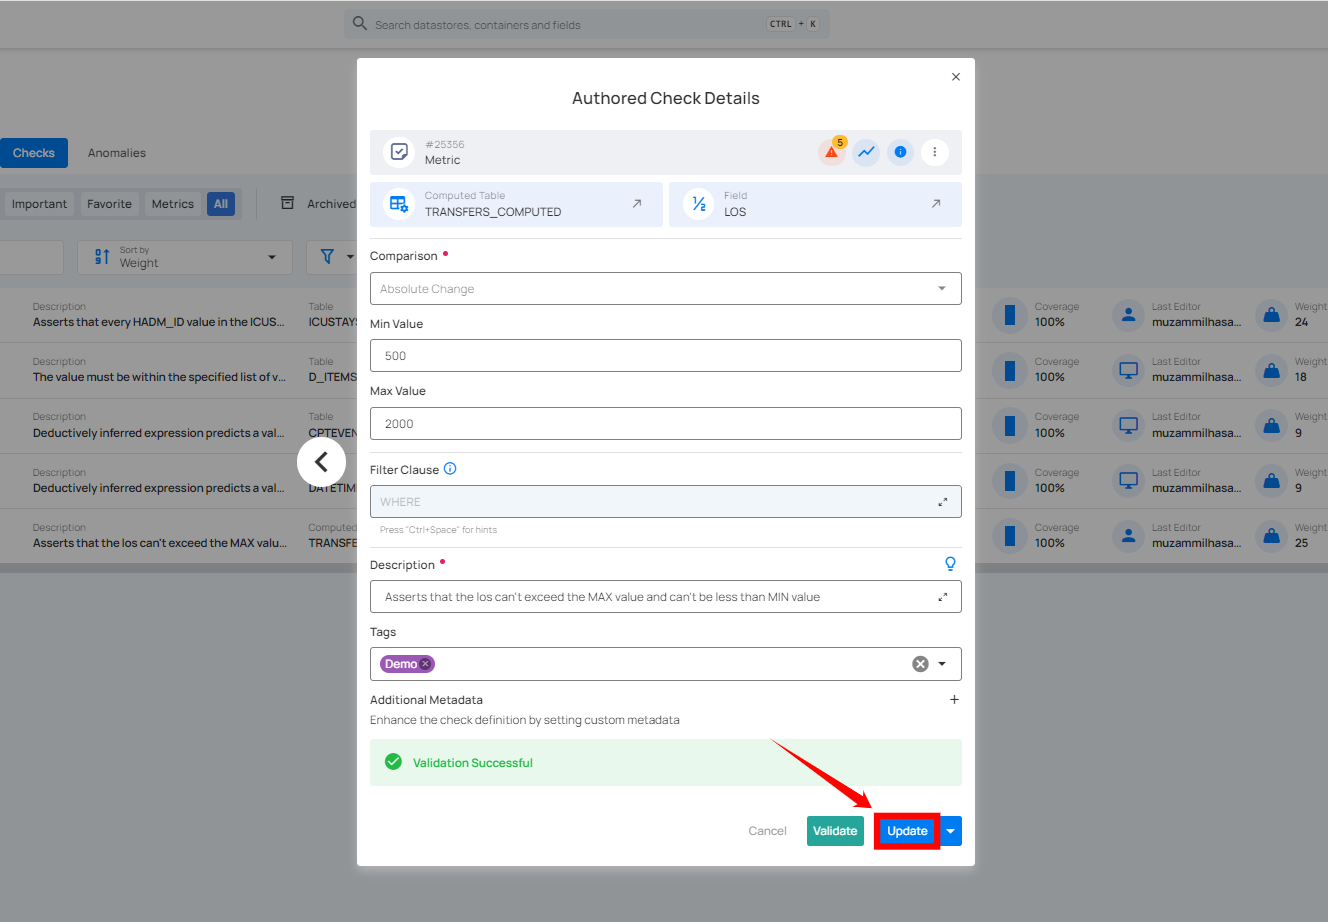 Search datastores, containers and fields CTRL + K
Authored Check Details
#25356
Metric
5
Computed Table
TRANSFERS_COMPUTED
Field
LOS
Checks Anomalies
Important Favorite Metrics All Archived
Sort by
Weight
Comparison
Absolute Change
Min Value
500
Max Value
2000
Filter Clause
WHERE
Press "Ctrl+Space" for hints
Description
Asserts that the los can't exceed the MAX value and can't be less than MIN value
Tags
Demo
Additional Metadata
Enhance the check definition by setting custom metadata
Validation Successful
Cancel Validate Update
Description Table Coverage Last Editor Weight
Asserts that every HADM_ID value in the ICUS... ICUSTAYS 100% muzammilhasa... 24
Description Table Coverage Last Editor Weight
The value must be within the specified list of v... D_ITEMS 100% muzammilhasa... 18
Description Table Coverage Last Editor Weight
Deductively inferred expression predicts a val... CPTEVEN 100% muzammilhasa... 9
Description Coverage Last Editor Weight
Deductively inferred expression predicts a val... DATETIM 100% muzammilhasa... 9
Description Computed Coverage Last Editor Weight
Asserts that the los can't exceed the MAX valu... TRANSFE 100% muzammilhasa... 25